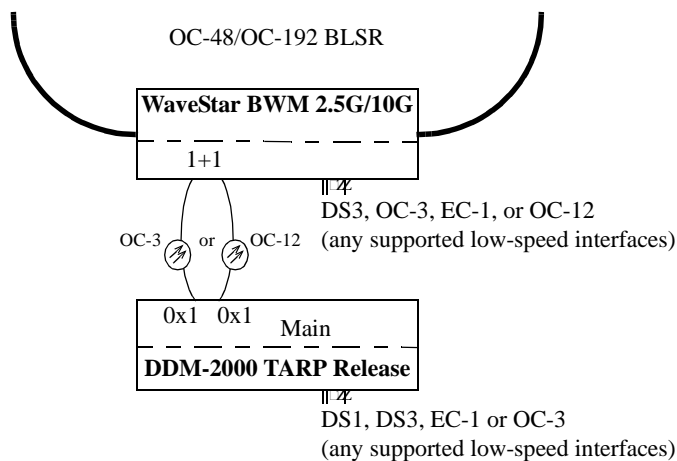 OC-48/OC-192 BLSR
WaveStar BWM 2.5G/10G
1+1
DS3, OC-3, EC-1, or OC-12
(any supported low-speed interfaces)
OC-3 or OC-12
0x1 0x1
Main
DDM-2000 TARP Release
DS1, DS3, EC-1 or OC-3
(any supported low-speed interfaces)